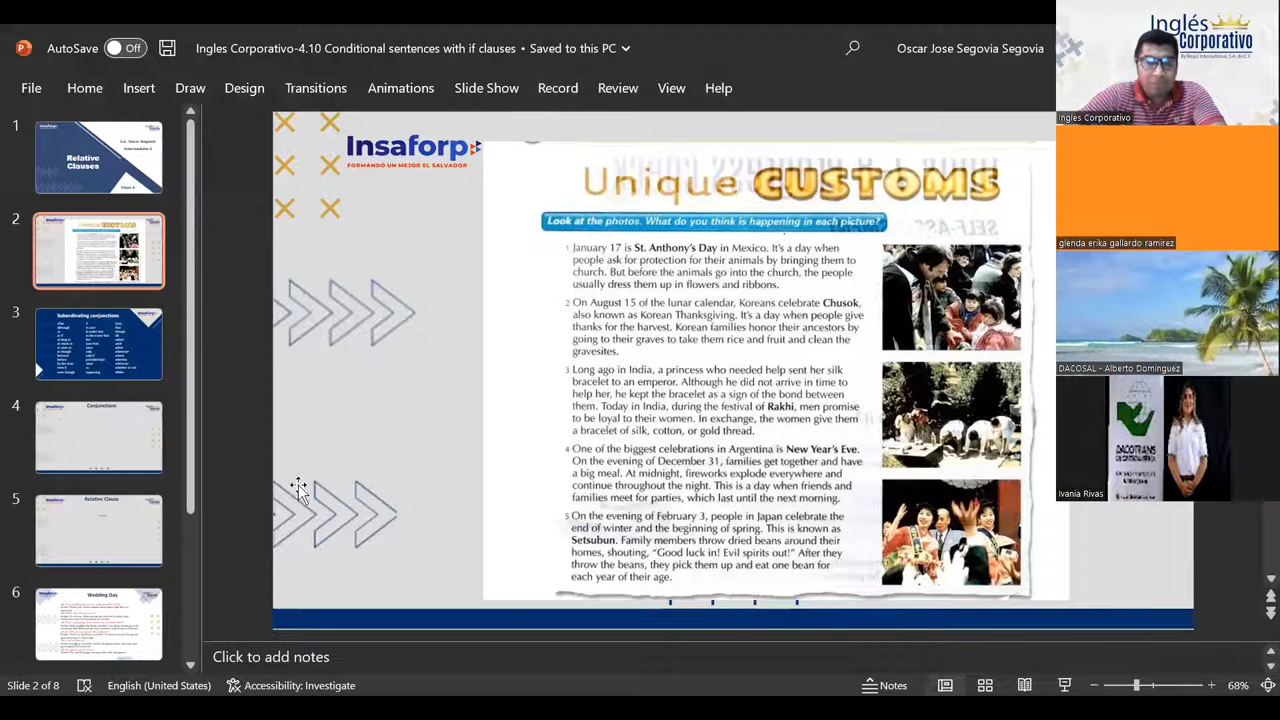 AutoSave
Off
Ingles Corporativo-4.10 Conditional sentences with if clauses • Saved to this PC
Oscar Jose Segovia Segovia
File
Home
Insert
Draw
Design
Transitions
Animations
Slide Show
Record
Review
View
Help
1
Relative
Clauses
2
3
Subordinating conjunctions
4
Conjunctions
5
Relative Clause
6
Wedding Day
Insaforp
FORMANDO UN MEJOR EL SALVADOR
Unique CUSTOMS
Look at the photos. What do you think is happening in each picture?
1 January 17 is St. Anthony's Day in Mexico. It's a day when
people ask for protection for their animals by bringing them to
church. But before the animals go into the church, the people
usually dress them up in flowers and ribbons.
2 On August 15 of the lunar calendar, Koreans celebrate Chusok,
also known as Korean Thanksgiving. It's a day when people give
thanks for the harvest. Korean families honor their ancestors by
going to their graves to take them rice and fruit and clean the
gravesites.
3 Long ago in India, a princess who needed help sent her silk
bracelet to an emperor. Although he did not arrive in time to
help her, he kept the bracelet as a sign of the bond between
them. Today in India, during the festival of Rakhi, men promise
to be loyal to their women. In exchange, the women give them
a bracelet of silk, cotton, or gold thread.
4 One of the biggest celebrations in Argentina is New Year's Eve.
On the evening of December 31, families get together and have
a big meal. At midnight, fireworks explode everywhere and
continue throughout the night. This is a day when friends and
families meet for parties, which last until the next morning.
5 On the evening of February 3, people in Japan celebrate the
end of winter and the beginning of spring. This is known as
Setsubun. Family members throw dried beans around their
homes, shouting, "Good luck in! Evil spirits out!" After they
throw the beans, they pick them up and eat one bean for
each year of their age.
Click to add notes
Slide 2 of 8
English (United States)
Accessibility: Investigate
Notes
68%
Inglés
Corporativo
By Regal International, S.A. de C.V.
Ingles Corporativo
glenda erika gallardo ramirez
DACOSAL - Alberto Dominguez
DACOTRANS
Ivania Rivas